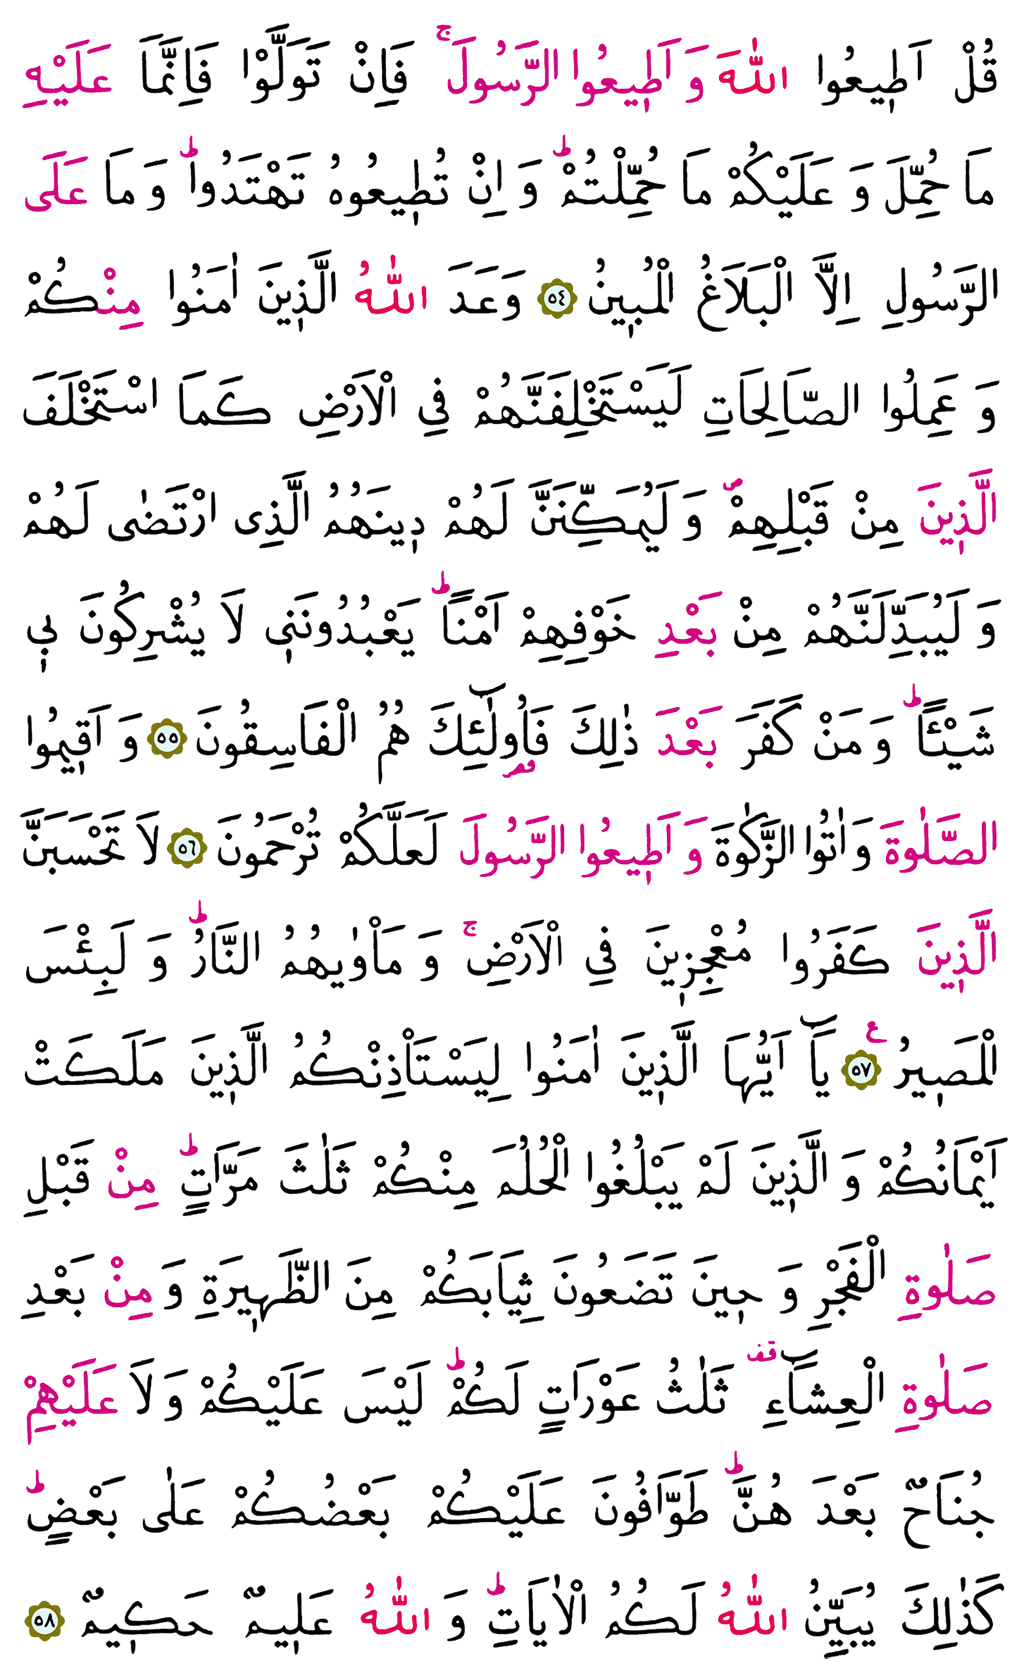 قُلْ اَطٖيعُوا اللّٰهَ وَ اَطٖيعُوا الرَّسُولَۚ فَاِنْ تَوَلَّوْا فَاِنَّمَا عَلَيْهِ
مَا حُمِّلَ وَ عَلَيْكُمْ مَا حُمِّلْتُمْؕ وَ اِنْ تُطٖيعُوهُ تَهْتَدُواؕ وَ مَا عَلَى
الرَّسُولِ اِلَّا الْبَلَاغُ الْمُبٖينُ ﴿٥٤﴾ وَعَدَ اللّٰهُ الَّذٖينَ اٰمَنُوا مِنْكُمْ
وَ عَمِلُوا الصَّالِحَاتِ لَيَسْتَخْلِفَنَّهُمْ فِي الْاَرْضِ كَمَا اسْتَخْلَفَ
الَّذٖينَ مِنْ قَبْلِهِمْࣕ وَ لَيُمَكِّنَنَّ لَهُمْ دٖينَهُمُ الَّذِى ارْتَضٰى لَهُمْ
وَ لَيُبَدِّلَنَّهُمْ مِنْ بَعْدِ خَوْفِهِمْ اَمْنًاؕ يَعْبُدُونَنٖى لَا يُشْرِكُونَ بٖى
شَيْـًٔاؕ وَ مَنْ كَفَرَ بَعْدَ ذٰلِكَ فَاُو۬لٰٓئِكَ هُمُ الْفَاسِقُونَ ﴿٥٥﴾ وَ اَقٖيمُوا
الصَّلٰوةَ وَ اٰتُوا الزَّكٰوةَ وَ اَطٖيعُوا الرَّسُولَ لَعَلَّكُمْ تُرْحَمُونَ ﴿٥٦﴾ لَا تَحْسَبَنَّ
الَّذٖينَ كَفَرُوا مُعْجِزٖينَ فِي الْاَرْضِۚ وَ مَاْوٰيهُمُ النَّارُؕ وَ لَبِئْسَ
الْمَصٖيرُ ﴿٥٧﴾ࣖ يَٓا اَيُّهَا الَّذٖينَ اٰمَنُوا لِيَسْتَاْذِنْكُمُ الَّذٖينَ مَلَكَتْ
اَيْمَانُكُمْ وَ الَّذٖينَ لَمْ يَبْلُغُوا الْحُلُمَ مِنْكُمْ ثَلٰثَ مَرَّاتٍؕ مِنْ قَبْلِ
صَلٰوةِ الْفَجْرِ وَ حٖينَ تَضَعُونَ ثِيَابَكُمْ مِنَ الظَّهٖيرَةِ وَ مِنْ بَعْدِ
صَلٰوةِ الْعِشَٓاءِقف ثَلٰثُ عَوْرَاتٍ لَكُمْؕ لَيْسَ عَلَيْكُمْ وَ لَا عَلَيْهِمْ
جُنَاحٌ بَعْدَ هُنَّؕ طَوَّافُونَ عَلَيْكُمْ بَعْضُكُمْ عَلٰى بَعْضٍؕ
كَذٰلِكَ يُبَيِّنُ اللّٰهُ لَكُمُ الْاٰيَاتِؕ وَ اللّٰهُ عَلٖيمٌ حَكٖيمٌ ﴿٥٨﴾